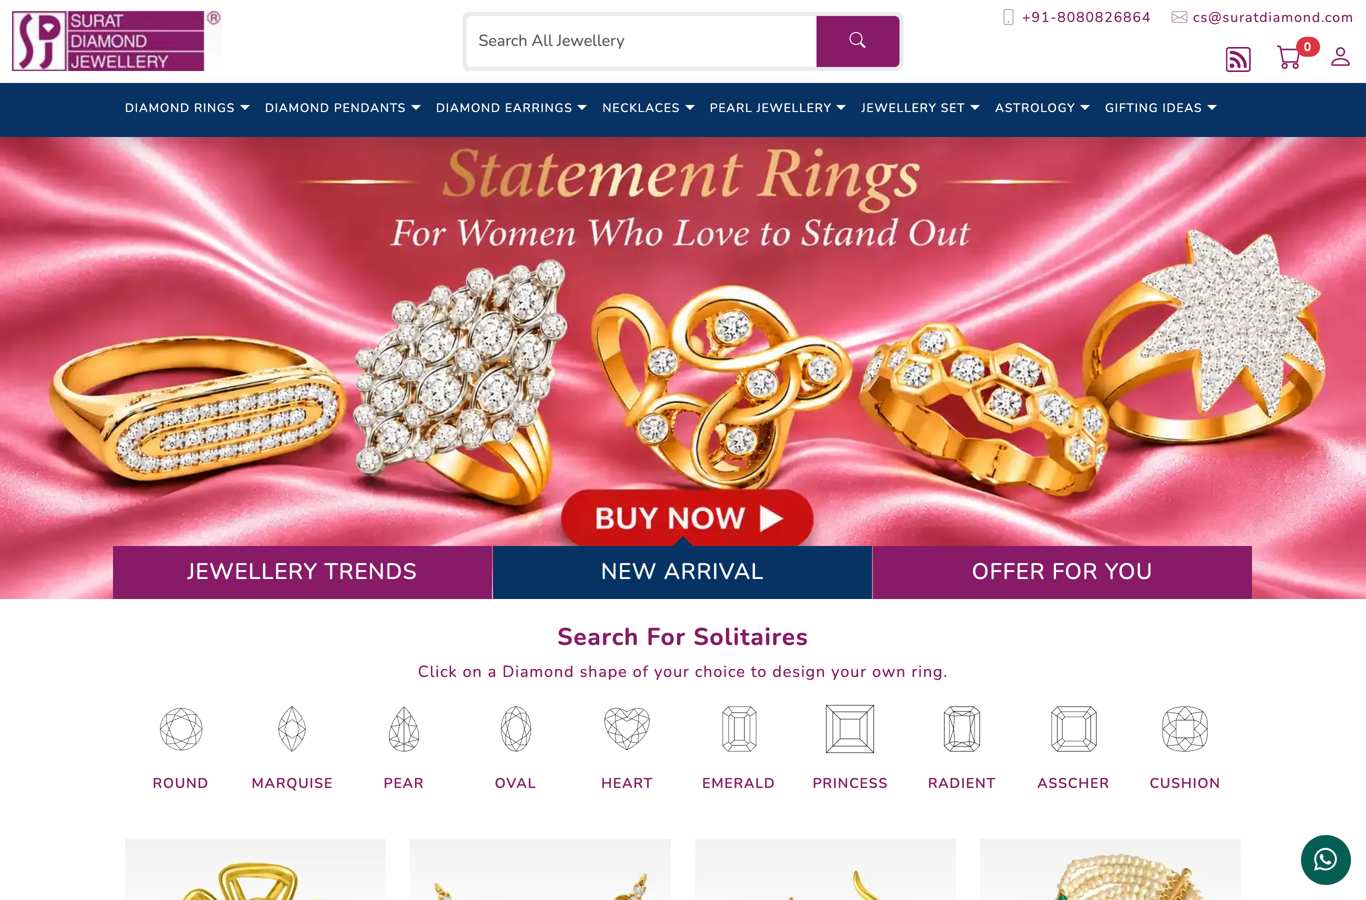 SURAT
DIAMOND
JEWELLERY
®
Search All Jewellery
+91-8080826864
cs@suratdiamond.com
0
DIAMOND RINGS
DIAMOND PENDANTS
DIAMOND EARRINGS
NECKLACES
PEARL JEWELLERY
JEWELLERY SET
ASTROLOGY
GIFTING IDEAS
Statement Rings
For Women Who Love to Stand Out
BUY NOW
JEWELLERY TRENDS
NEW ARRIVAL
OFFER FOR YOU
Search For Solitaires
Click on a Diamond shape of your choice to design your own ring.
ROUND
MARQUISE
PEAR
OVAL
HEART
EMERALD
PRINCESS
RADIENT
ASSCHER
CUSHION